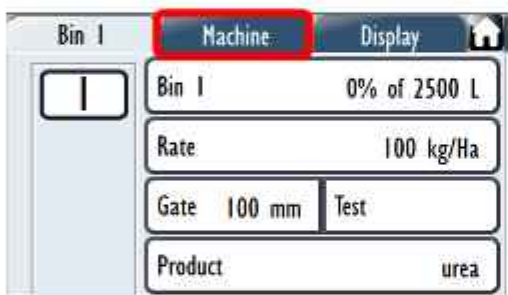 Bin 1 Machine Display
1
Bin 1 0% of 2500 L
Rate 100 kg/Ha
Gate 100 mm Test
Product urea